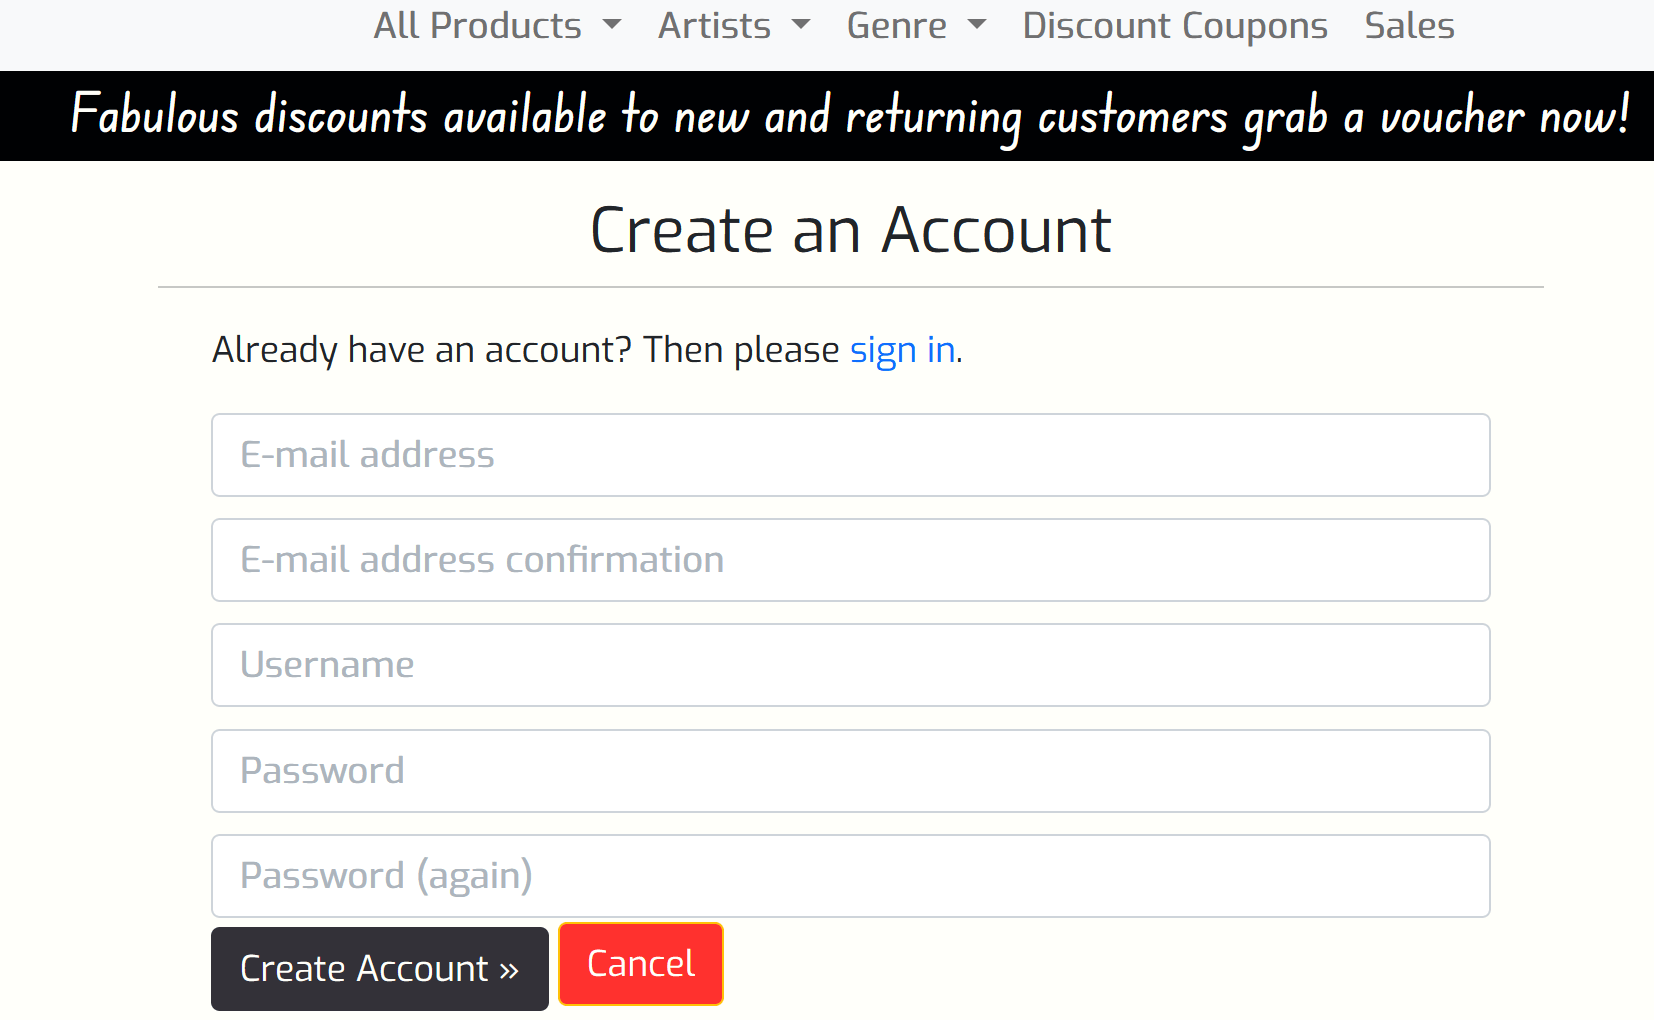 All Products Artists Genre Discount Coupons Sales
Fabulous discounts available to new and returning customers grab a voucher now!
Create an Account
Already have an account? Then please sign in.
E-mail address
E-mail address confirmation
Username
Password
Password (again)
Create Account » Cancel